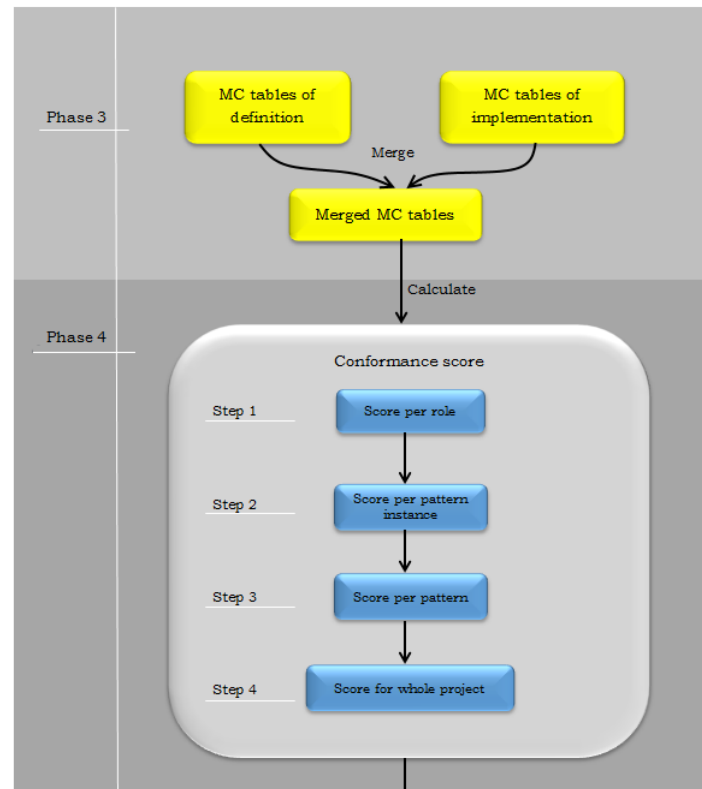 MC tables of
definition
MC tables of
implementation
Phase 3
Merge
Merged MC tables
Calculate
Phase 4
Conformance score
Step 1
Score per role
Step 2
Score per pattern
instance
Step 3
Score per pattern
Step 4
Score for whole project